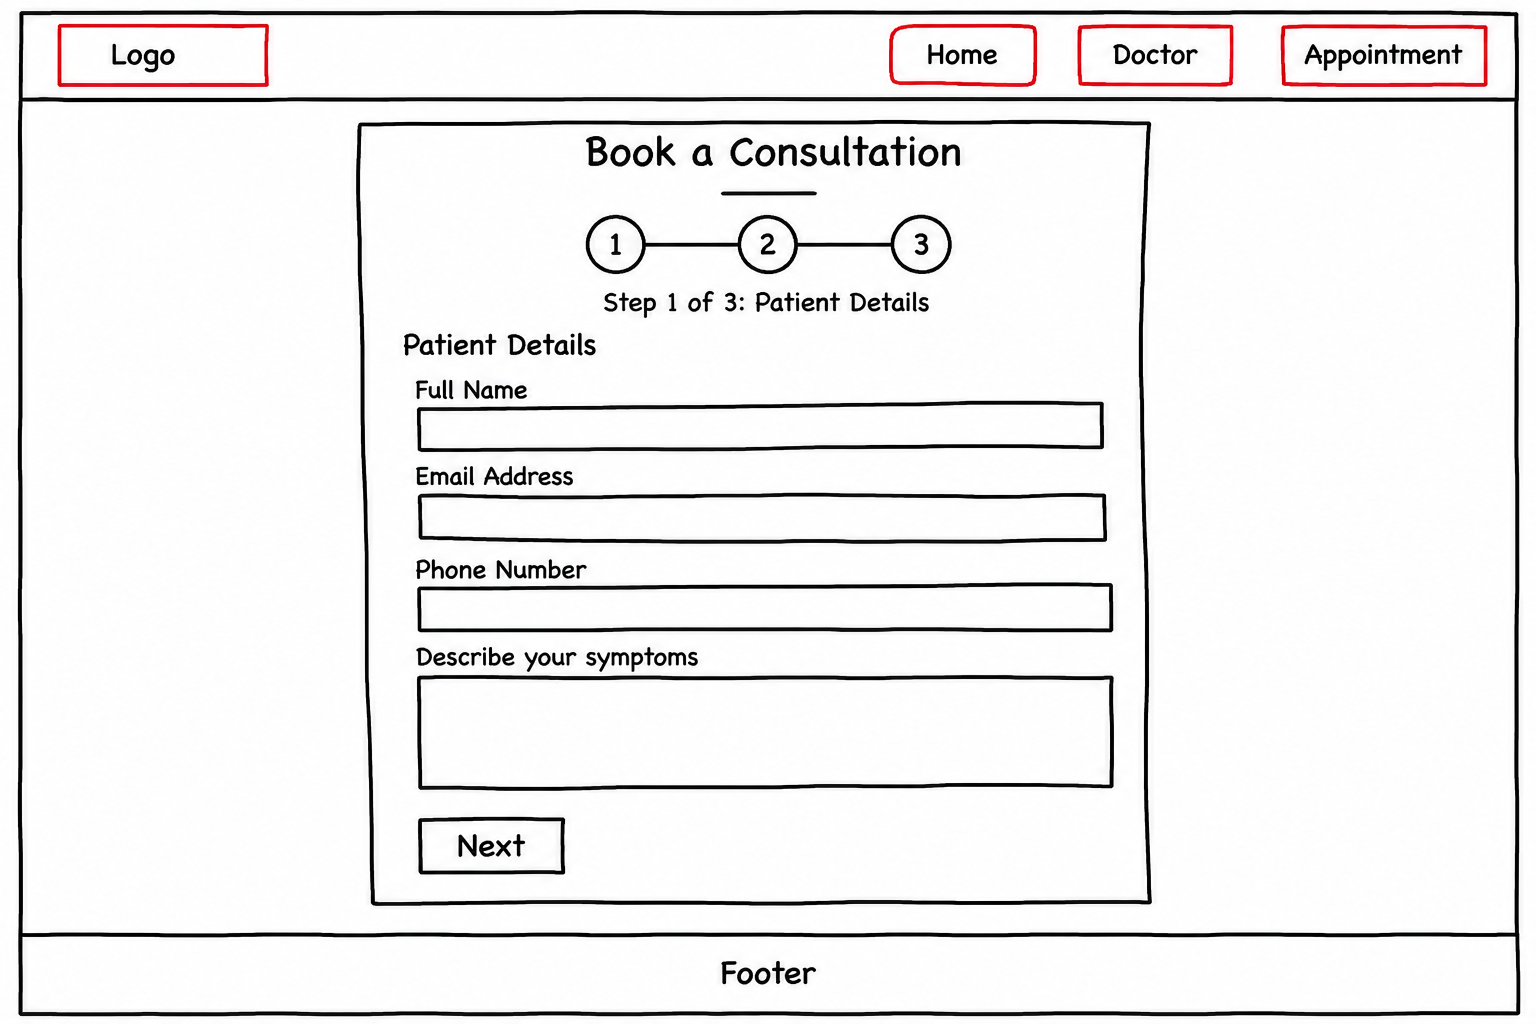 Logo Home Doctor Appointment
Book a Consultation
1 2 3
Step 1 of 3: Patient Details
Patient Details
Full Name
Email Address
Phone Number
Describe your symptoms
Next
Footer